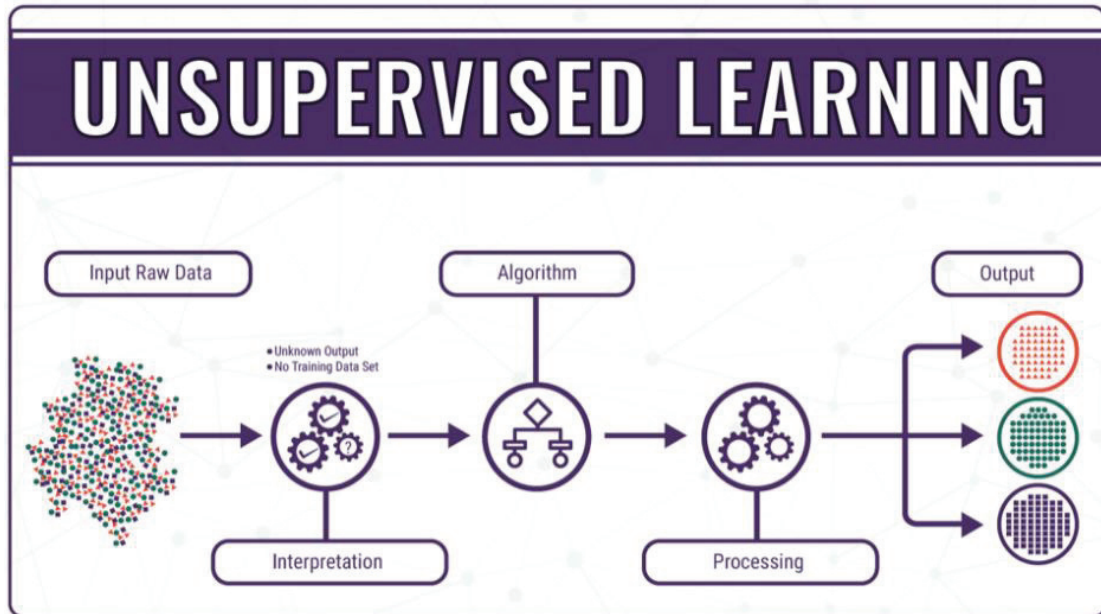 UNSUPERVISED LEARNING
Input Raw Data
Algorithm
Output
• Unknown Output
• No Training Data Set
?
Interpretation
Processing